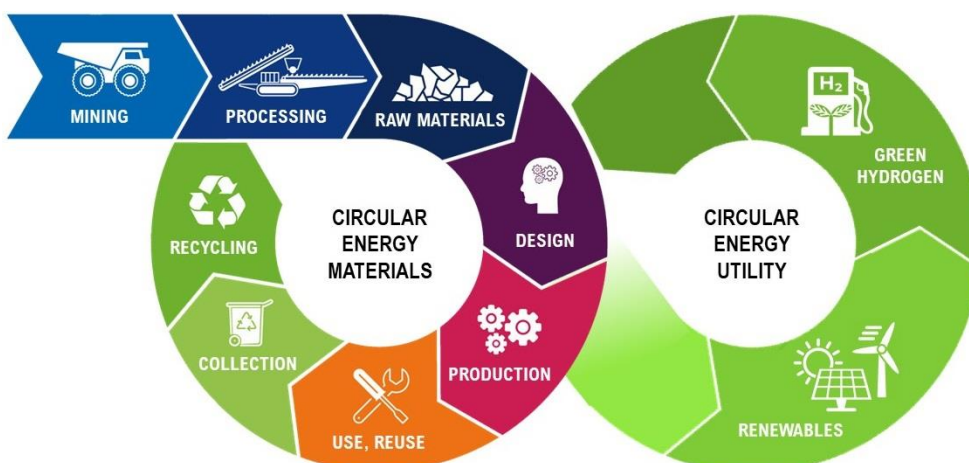 MINING
PROCESSING
RAW MATERIALS
DESIGN
PRODUCTION
USE, REUSE
COLLECTION
RECYCLING
CIRCULAR
ENERGY
MATERIALS
H₂
GREEN
HYDROGEN
CIRCULAR
ENERGY
UTILITY
RENEWABLES